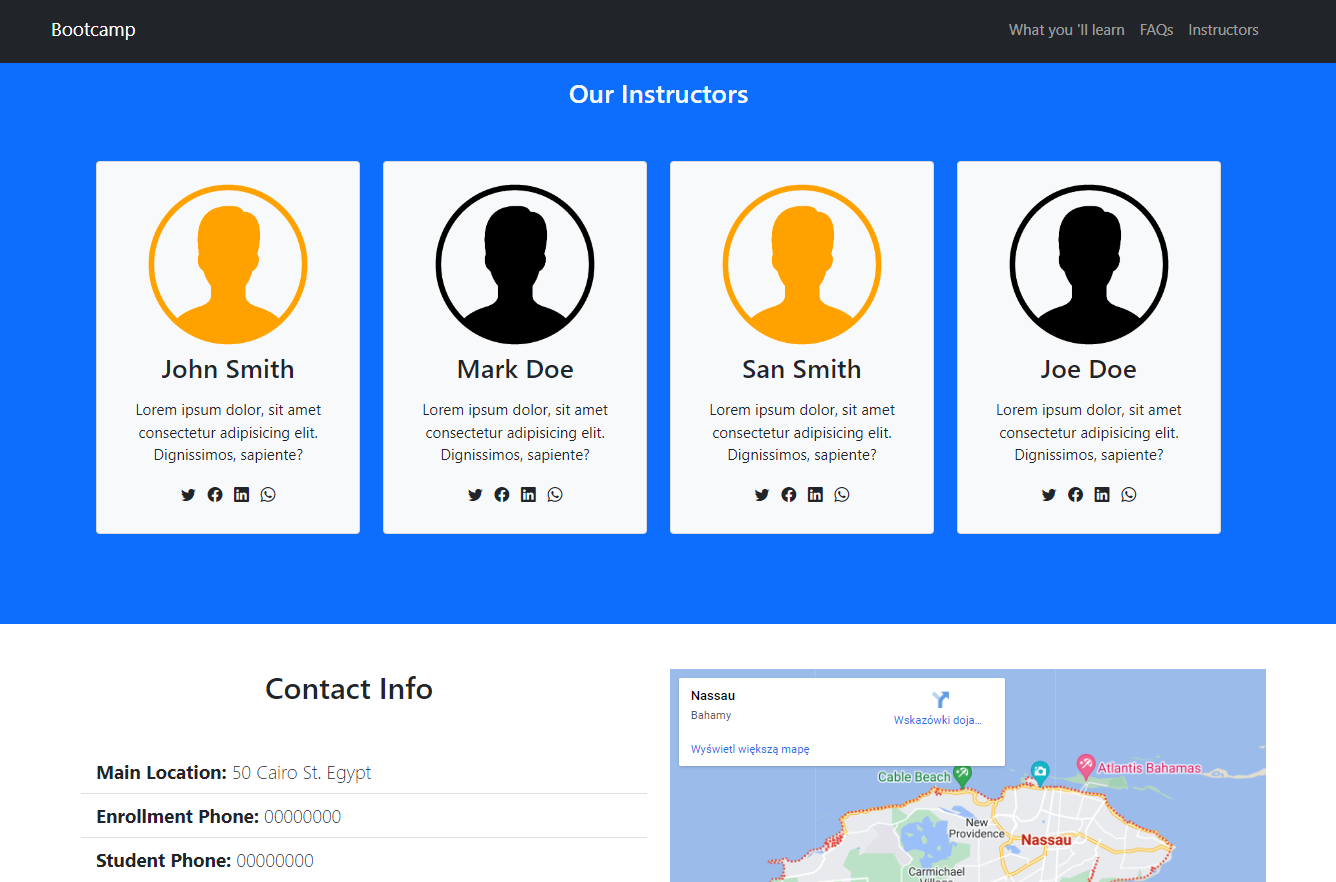 Bootcamp
What you 'll learn FAQs Instructors
Our Instructors
John Smith
Lorem ipsum dolor, sit amet
consectetur adipisicing elit.
Dignissimos, sapiente?
Mark Doe
Lorem ipsum dolor, sit amet
consectetur adipisicing elit.
Dignissimos, sapiente?
San Smith
Lorem ipsum dolor, sit amet
consectetur adipisicing elit.
Dignissimos, sapiente?
Joe Doe
Lorem ipsum dolor, sit amet
consectetur adipisicing elit.
Dignissimos, sapiente?
Contact Info
Main Location: 50 Cairo St. Egypt
Enrollment Phone: 00000000
Student Phone: 00000000
Nassau
Bahamy
Wskazówki doja...
Wyświetl większą mapę
Cable Beach
Atlantis Bahamas
New
Providence
Nassau
Carmichael
Village